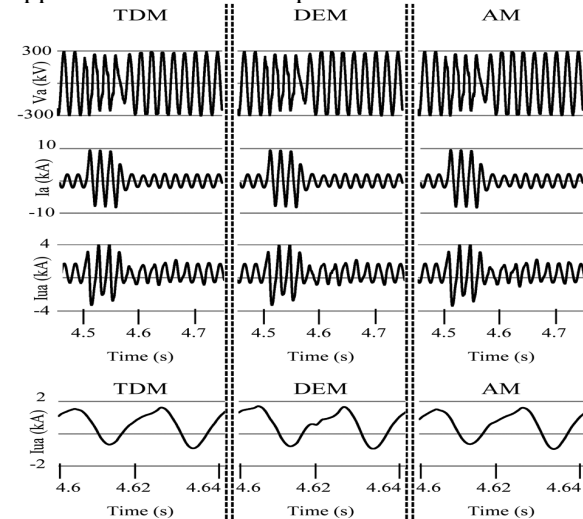 TDM DEM AM
300
Va (kV)
-300
10
Ia (kA)
-10
4
Iua (kA)
-4
4.5 4.6 4.7 4.5 4.6 4.7 4.5 4.6 4.7
Time (s) Time (s) Time (s)
TDM DEM AM
2
Iua (kA)
-2
4.6 4.62 4.64 4.6 4.62 4.64 4.6 4.62 4.64
Time (s) Time (s) Time (s)